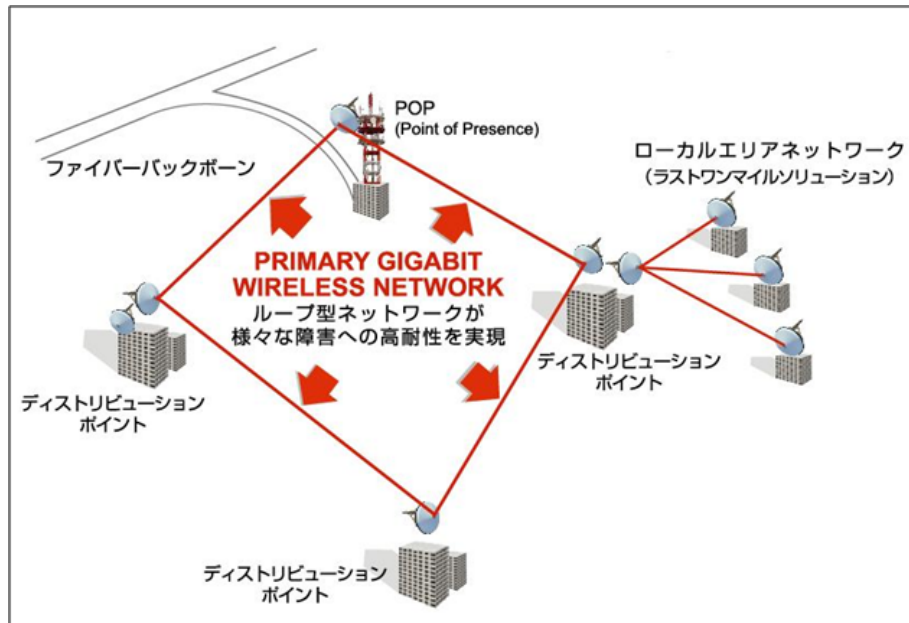 POP
(Point of Presence)
ファイバーバックボーン
ローカルエリアネットワーク
（ラストワンマイルソリューション）
PRIMARY GIGABIT
WIRELESS NETWORK
ループ型ネットワークが
様々な障害への高耐性を実現
ディストリビューション
ポイント
ディストリビューション
ポイント
ディストリビューション
ポイント